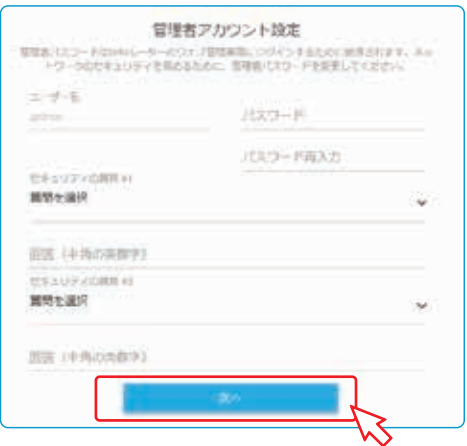 管理者アカウント設定
管理者パスワードはWiFiルーターのウェブ管理画面にログインするために使用されます。ネッ
トワークのセキュリティを高めるために、管理者パスワードを変更してください。
ユーザー名
admin
パスワード
パスワード再入力
セキュリティの質問 #1
質問を選択
回答（半角の英数字）
セキュリティの質問 #2
質問を選択
回答（半角の英数字）
次へ